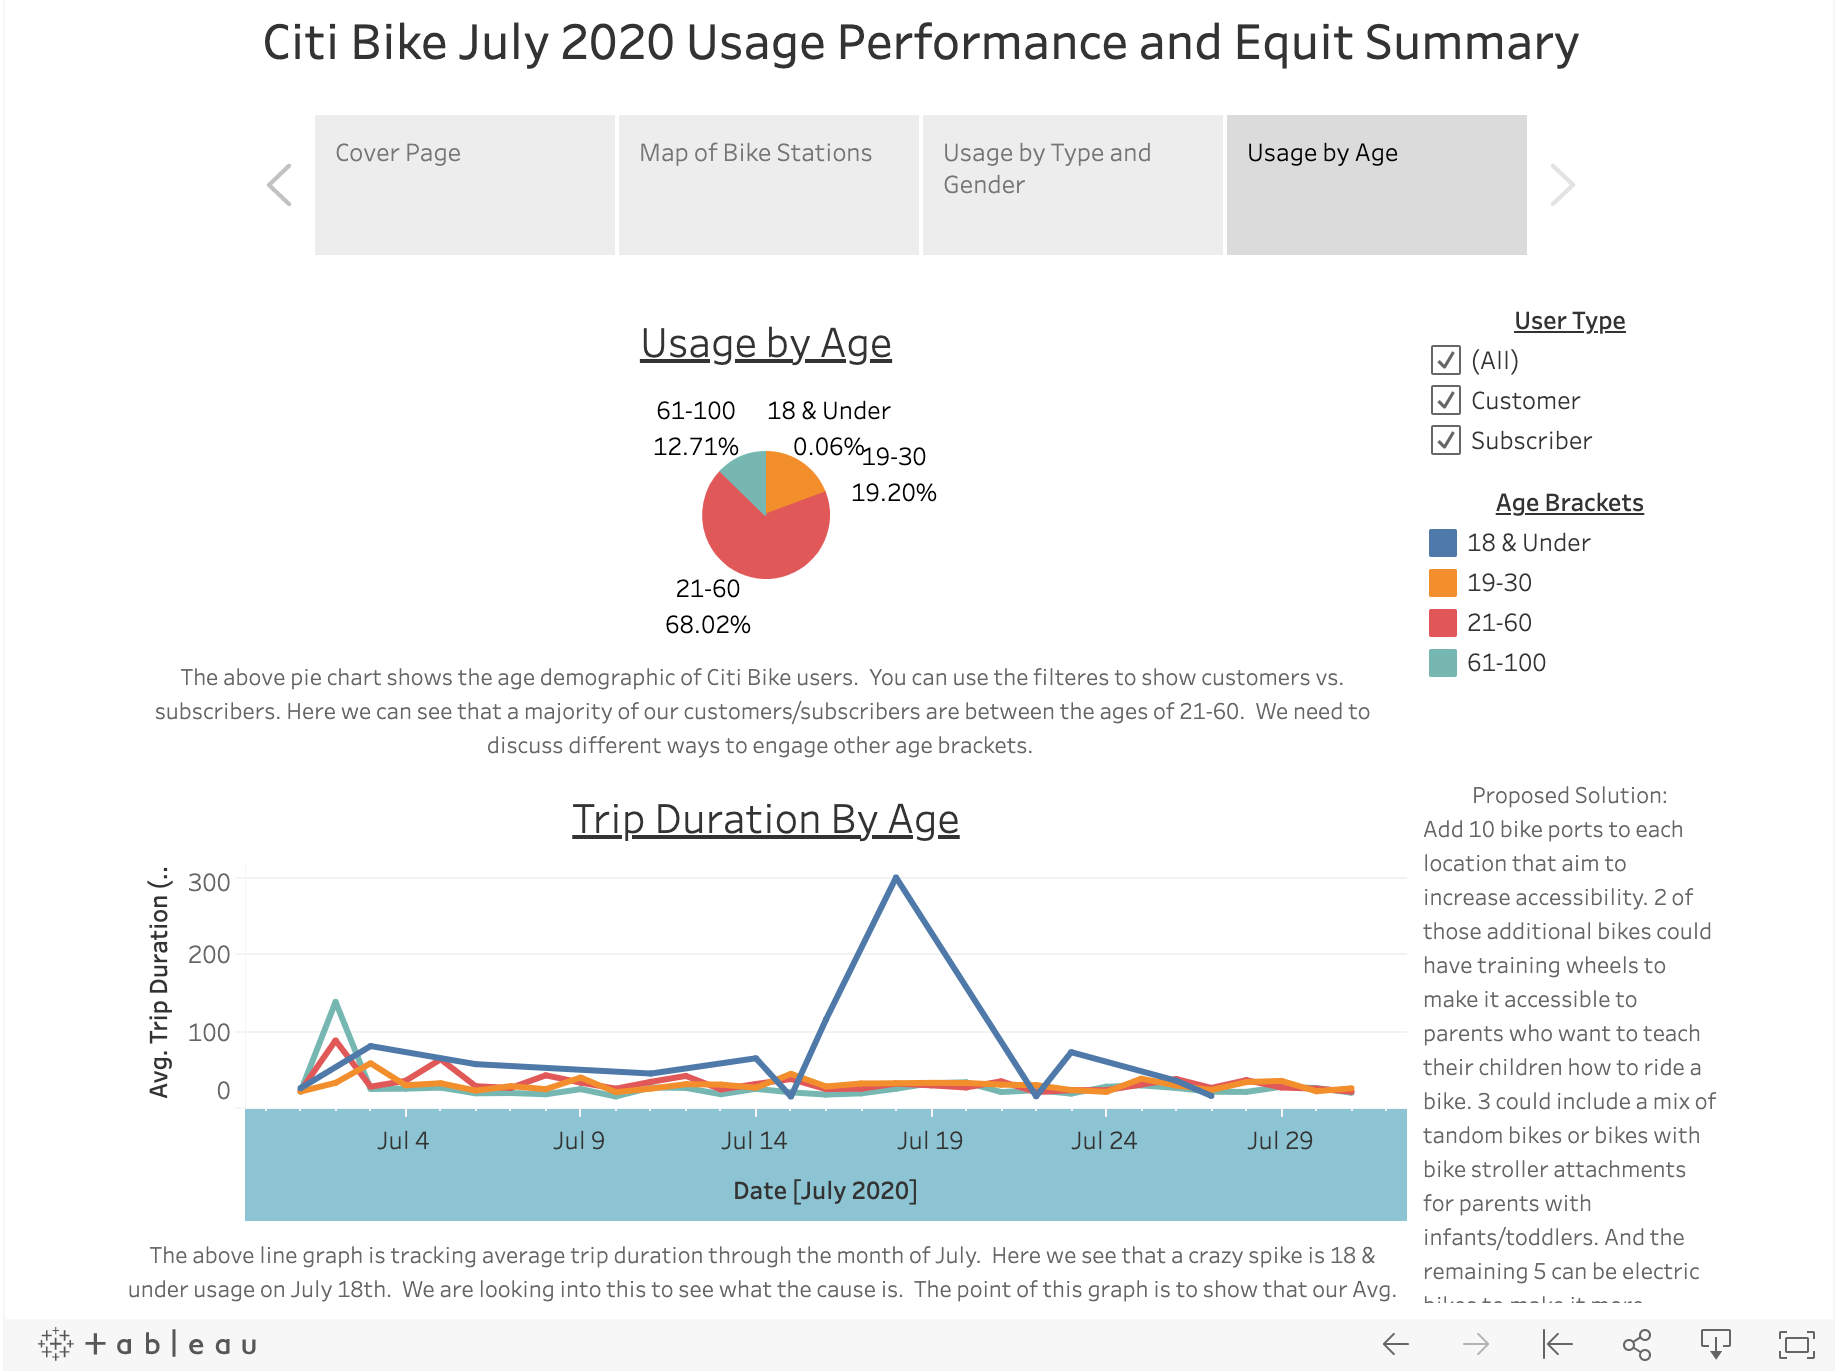 Citi Bike July 2020 Usage Performance and Equit Summary
Cover Page
Map of Bike Stations
Usage by Type and
Gender
Usage by Age
Usage by Age
61-100
12.71%
18 & Under
0.06%
19-30
19.20%
21-60
68.02%
User Type
(All)
Customer
Subscriber
Age Brackets
18 & Under
19-30
21-60
61-100
The above pie chart shows the age demographic of Citi Bike users.  You can use the filteres to show customers vs.
subscribers. Here we can see that a majority of our customers/subscribers are between the ages of 21-60.  We need to
discuss different ways to engage other age brackets.
Trip Duration By Age
Avg. Trip Duration (..
300
200
100
0
Jul 4
Jul 9
Jul 14
Jul 19
Jul 24
Jul 29
Date [July 2020]
The above line graph is tracking average trip duration through the month of July.  Here we see that a crazy spike is 18 &
under usage on July 18th.  We are looking into this to see what the cause is.  The point of this graph is to show that our Avg.
Proposed Solution:
Add 10 bike ports to each
location that aim to
increase accessibility. 2 of
those additional bikes could
have training wheels to
make it accessible to
parents who want to teach
their children how to ride a
bike. 3 could include a mix of
tandem bikes or bikes with
bike stroller attachments
for parents with
infants/toddlers. And the
remaining 5 can be electric
+ableau